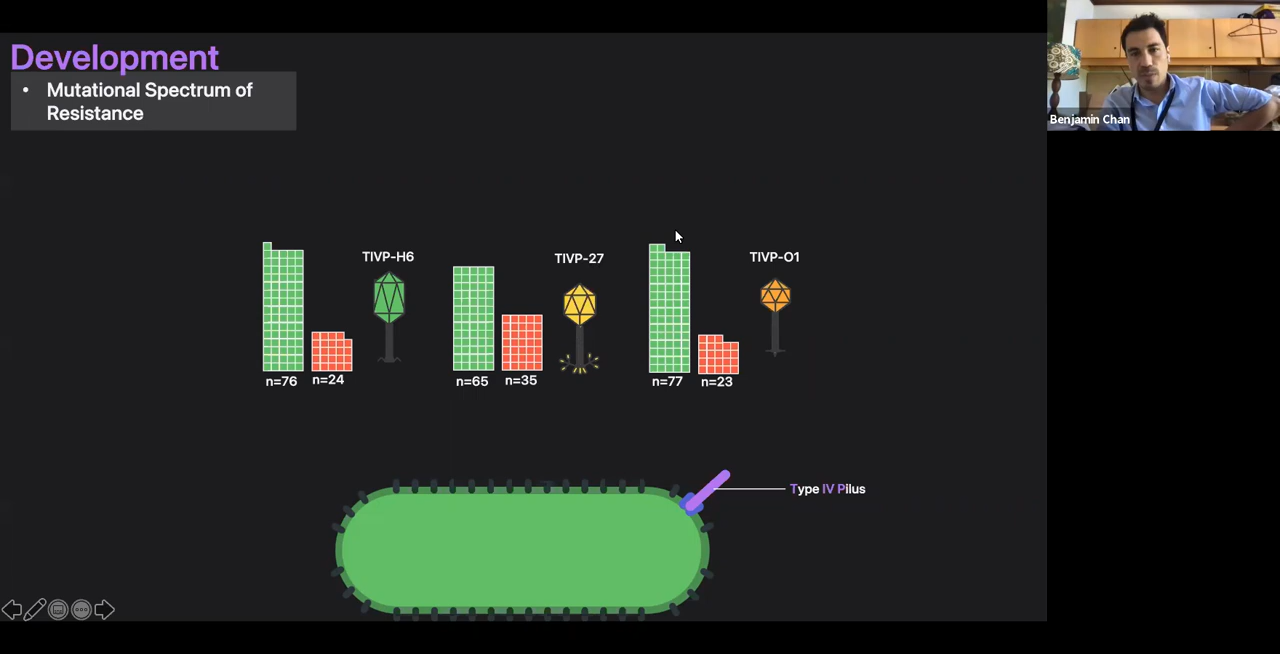 Development
• Mutational Spectrum of
Resistance
Benjamin Chan
TIVP-H6
TIVP-27
TIVP-O1
n=76
n=24
n=65
n=35
n=77
n=23
Type IV Pilus